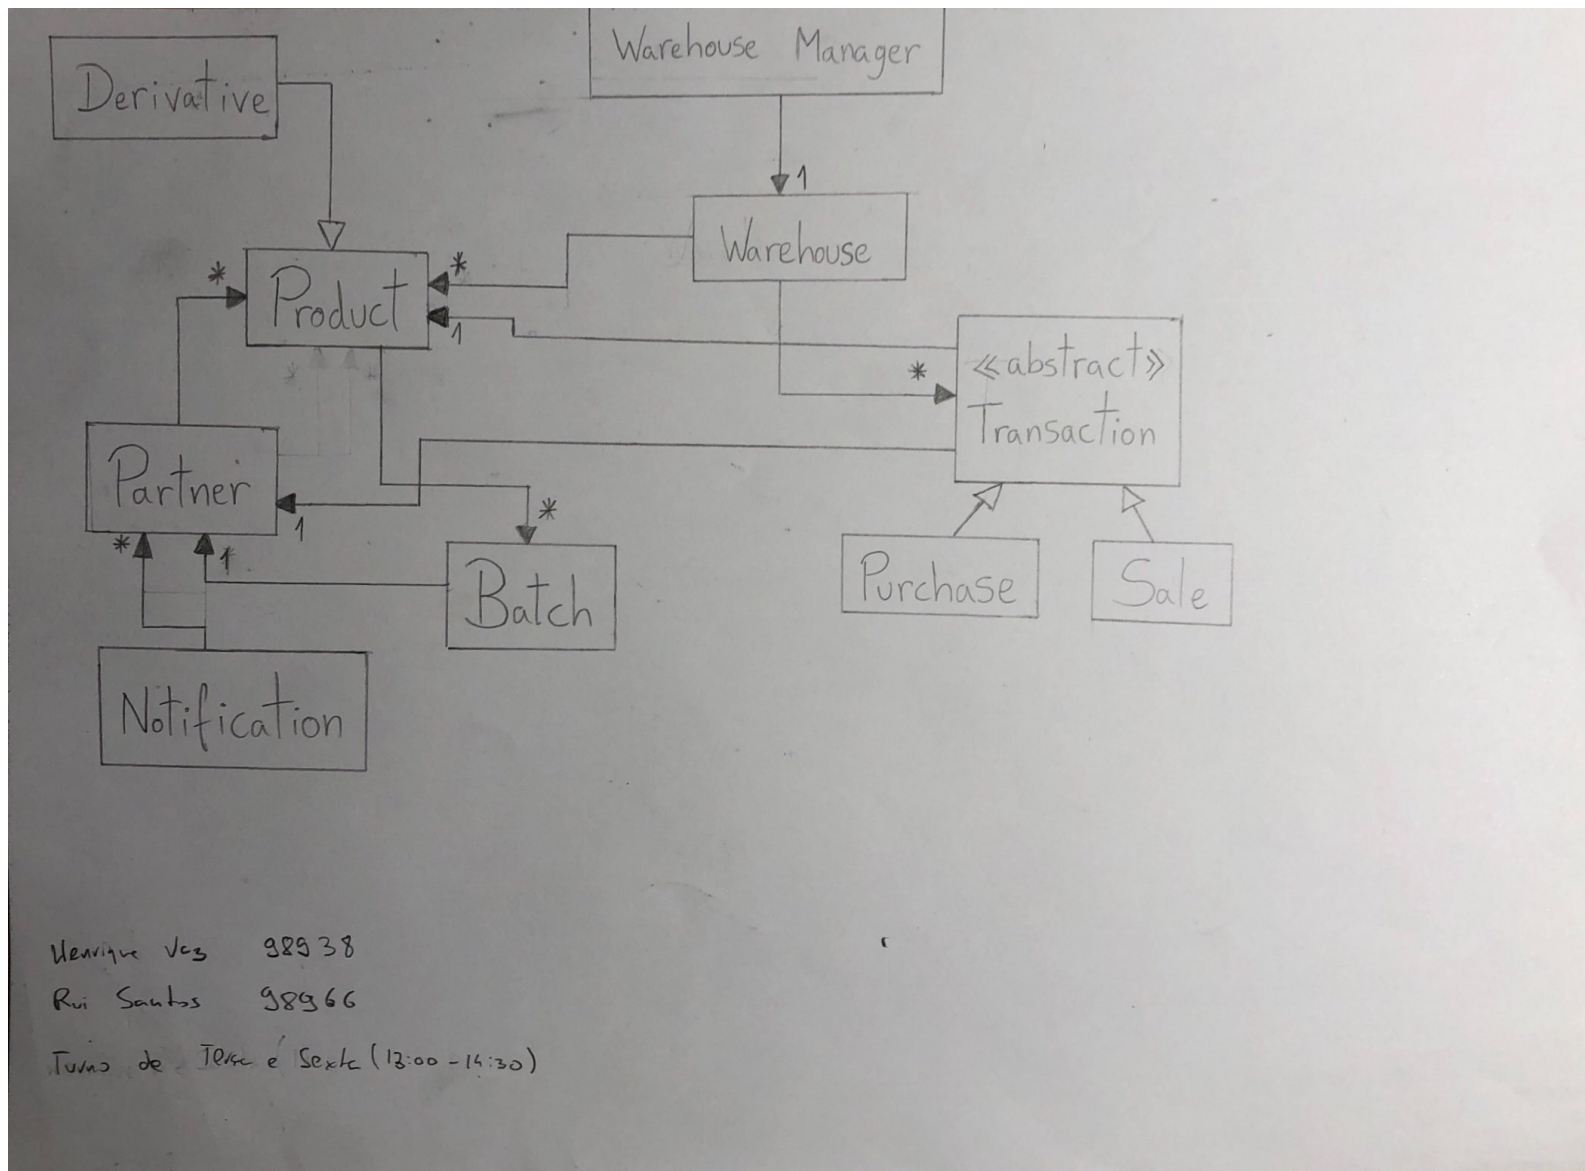 Warehouse Manager
Derivative
1
Warehouse
*
*
Product
1
«abstract»
*
Transaction
Partner
*
1
*
1
Batch
Purchase
Sale
Notification
Henrique Vaz 98938
Rui Santos 98966
Turno de Terça e Sexta (13:00 - 14:30)